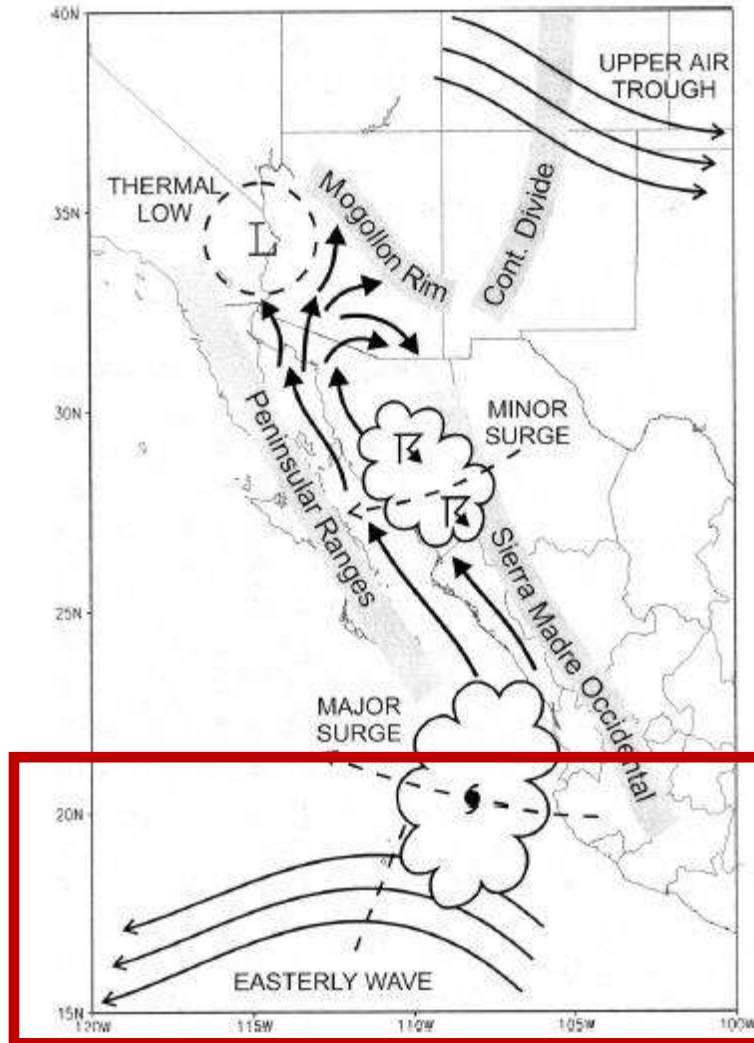 40N
UPPER AIR
TROUGH
THERMAL
LOW
Mogollon Rim
Cont. Divide
35N
L
30N
MINOR
SURGE
Peninsular Ranges
Sierra Madre Occidental
25N
MAJOR
SURGE
20N
EASTERLY WAVE
15N
120W
115W
110W
105W
100W